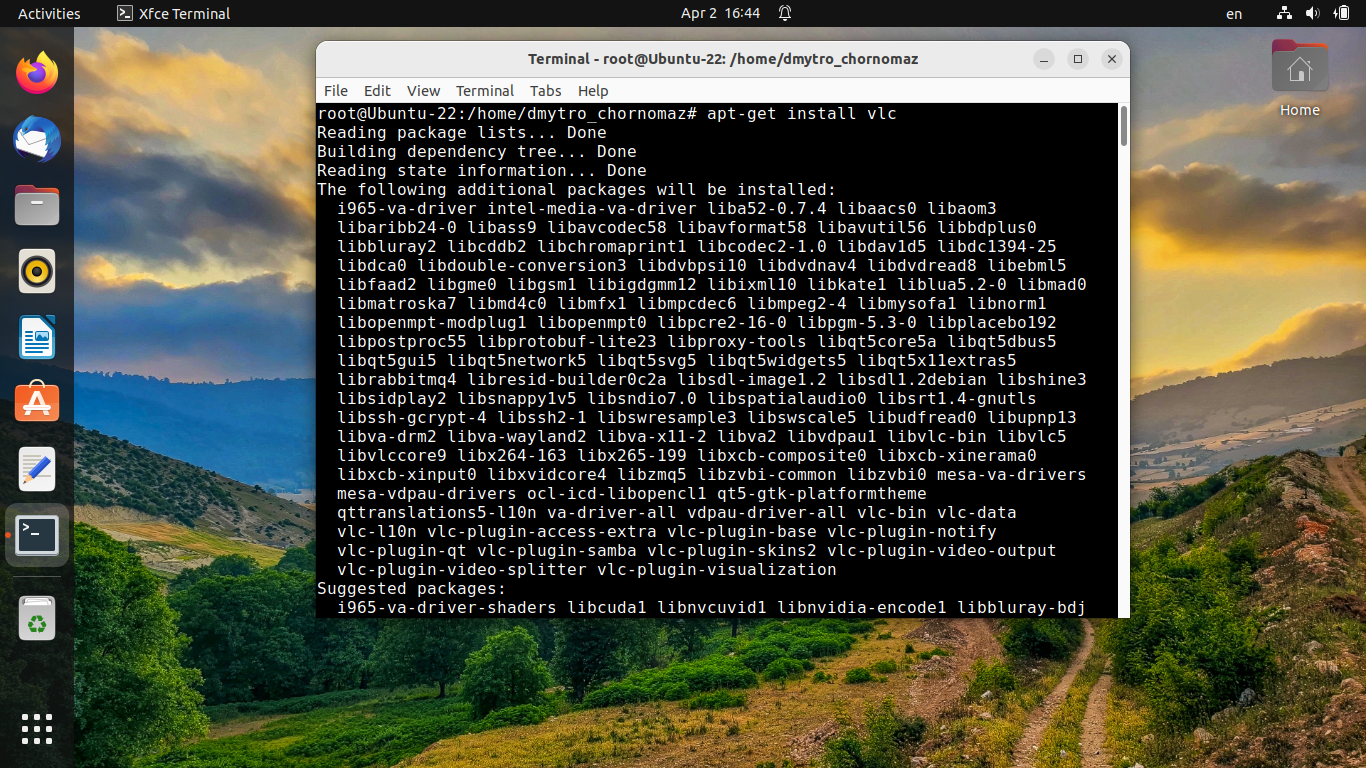 Activities
Xfce Terminal
Apr 2 16:44
en
Terminal - root@Ubuntu-22: /home/dmytro_chornomaz
File Edit View Terminal Tabs Help
root@Ubuntu-22:/home/dmytro_chornomaz# apt-get install vlc
Reading package lists... Done
Building dependency tree... Done
Reading state information... Done
The following additional packages will be installed:
i965-va-driver intel-media-va-driver liba52-0.7.4 libaacs0 libaom3
libaribb24-0 libass9 libavcodec58 libavformat58 libavutil56 libbdplus0
libbluray2 libcddb2 libchromaprint1 libcodec2-1.0 libdav1d5 libdc1394-25
libdca0 libdouble-conversion3 libdvbpsi10 libdvdnav4 libdvdread8 libebml5
libfaad2 libgme0 libgsm1 libigdgmm12 libixml10 libkate1 liblua5.2-0 libmad0
libmatroska7 libmd4c0 libmfx1 libmpcdec6 libmpeg2-4 libmysofa1 libnorm1
libopenmpt-modplug1 libopenmpt0 libpcre2-16-0 libpgm-5.3-0 libplacebo192
libpostproc55 libprotobuf-lite23 libproxy-tools libqt5core5a libqt5dbus5
libqt5gui5 libqt5network5 libqt5svg5 libqt5widgets5 libqt5x11extras5
librabbitmq4 libresid-builder0c2a libsdl-image1.2 libsdl1.2debian libshine3
libsidplay2 libsnappy1v5 libsndio7.0 libspatialaudio0 libsrt1.4-gnutls
libssh-gcrypt-4 libssh2-1 libswresample3 libswscale5 libudfread0 libupnp13
libva-drm2 libva-wayland2 libva-x11-2 libva2 libvdpau1 libvlc-bin libvlc5
libvlccore9 libx264-163 libx265-199 libxcb-composite0 libxcb-xinerama0
libxcb-xinput0 libxvidcore4 libzmq5 libzvbi-common libzvbi0 mesa-va-drivers
mesa-vdpau-drivers ocl-icd-libopencl1 qt5-gtk-platformtheme
qttranslations5-l10n va-driver-all vdpau-driver-all vlc-bin vlc-data
vlc-l10n vlc-plugin-access-extra vlc-plugin-base vlc-plugin-notify
vlc-plugin-qt vlc-plugin-samba vlc-plugin-skins2 vlc-plugin-video-output
vlc-plugin-video-splitter vlc-plugin-visualization
Suggested packages:
i965-va-driver-shaders libcuda1 libnvcuvid1 libnvidia-encode1 libbluray-bdj
Home